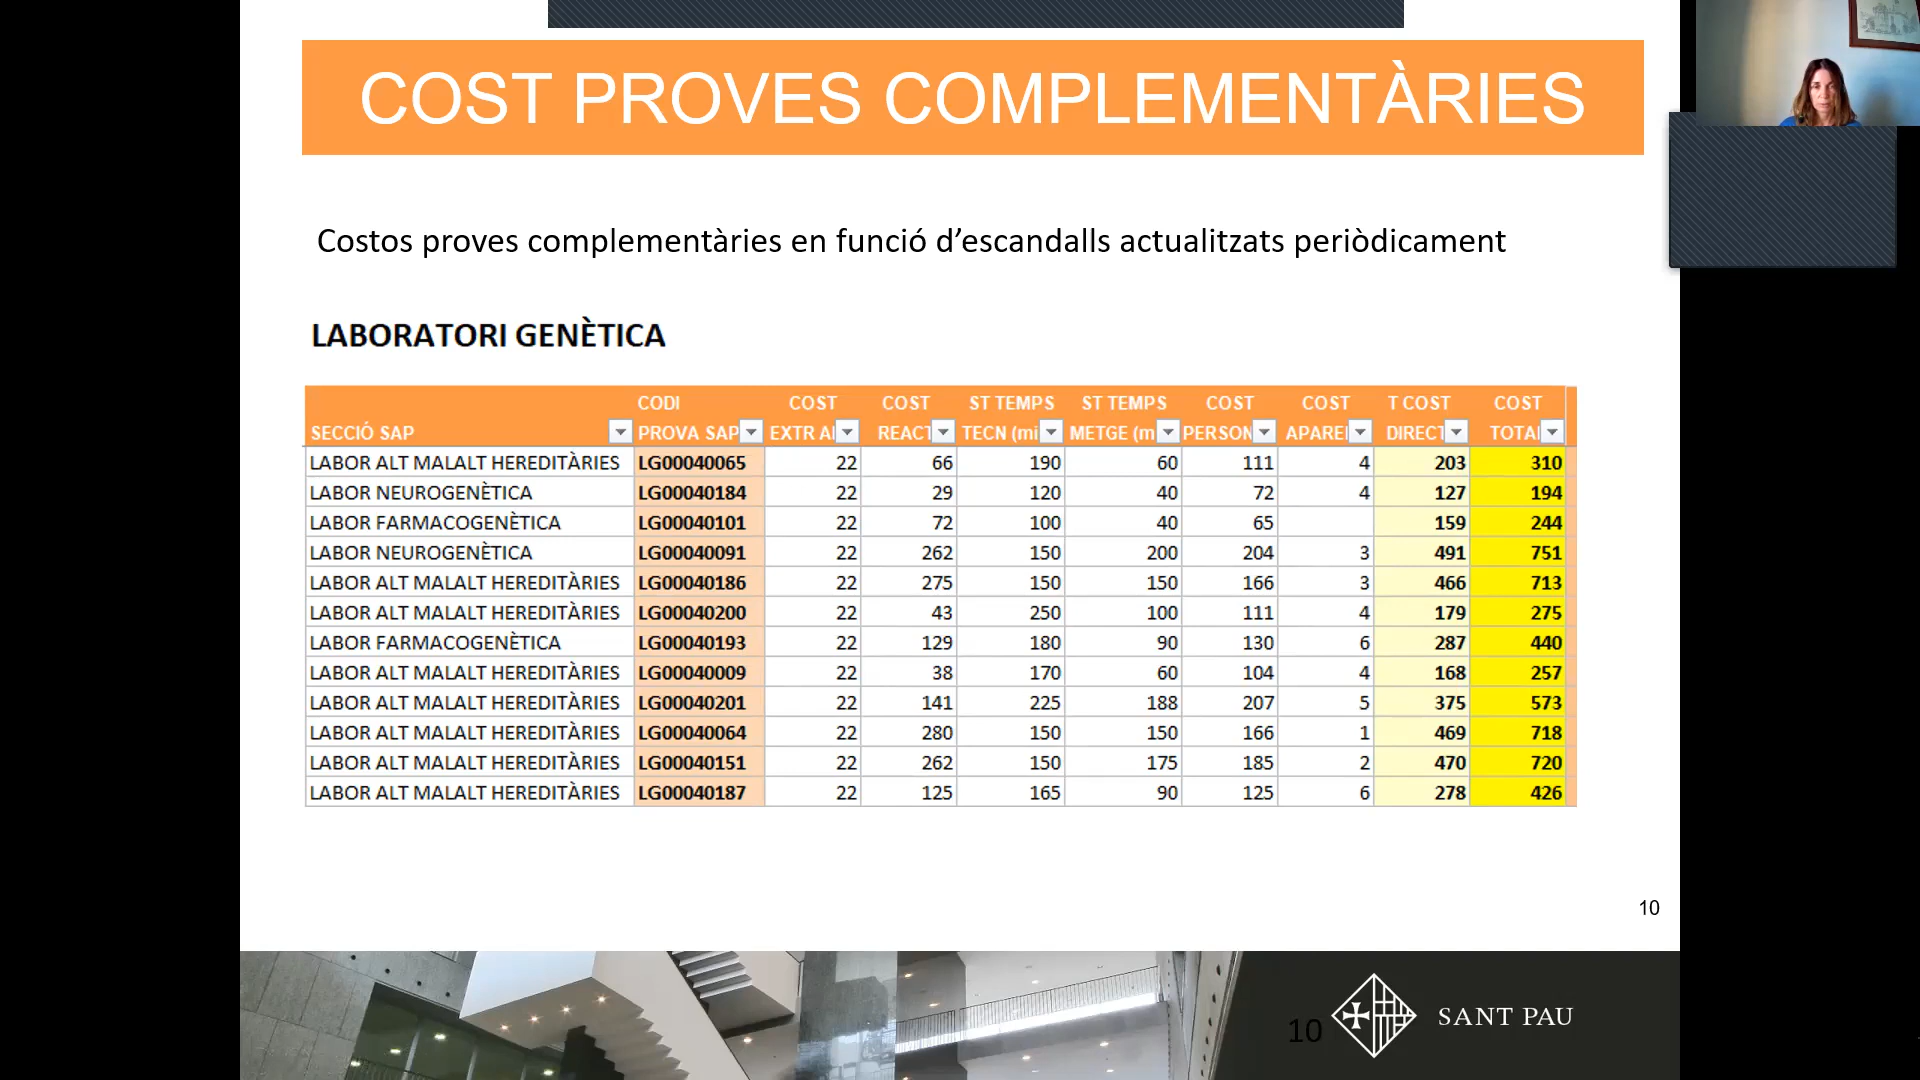 COST PROVES COMPLEMENTÀRIES
Costos proves complementàries en funció d’escandalls actualitzats periòdicament
LABORATORI GENÈTICA
CODI COST COST ST TEMPS ST TEMPS COST COST T COST COST
SECCIÓ SAP PROVA SAP EXTR REACT TECN (mi METGE (m PERSON APAREI DIRECT TOTAL
LABOR ALT MALALT HEREDITÀRIES LG00040065 22 66 190 60 111 4 203 310
LABOR NEUROGENÈTICA LG00040184 22 29 120 40 72 4 127 194
LABOR FARMACOGENÈTICA LG00040101 22 72 100 40 65 159 244
LABOR NEUROGENÈTICA LG00040091 22 262 150 200 204 3 491 751
LABOR ALT MALALT HEREDITÀRIES LG00040186 22 275 150 150 166 3 466 713
LABOR ALT MALALT HEREDITÀRIES LG00040200 22 43 250 100 111 4 179 275
LABOR FARMACOGENÈTICA LG00040193 22 129 180 90 130 6 287 440
LABOR ALT MALALT HEREDITÀRIES LG00040009 22 38 170 60 104 4 168 257
LABOR ALT MALALT HEREDITÀRIES LG00040201 22 141 225 188 207 5 375 573
LABOR ALT MALALT HEREDITÀRIES LG00040064 22 280 150 150 166 1 469 718
LABOR ALT MALALT HEREDITÀRIES LG00040151 22 262 150 175 185 2 470 720
LABOR ALT MALALT HEREDITÀRIES LG00040187 22 125 165 90 125 6 278 426
10
10
SANT PAU